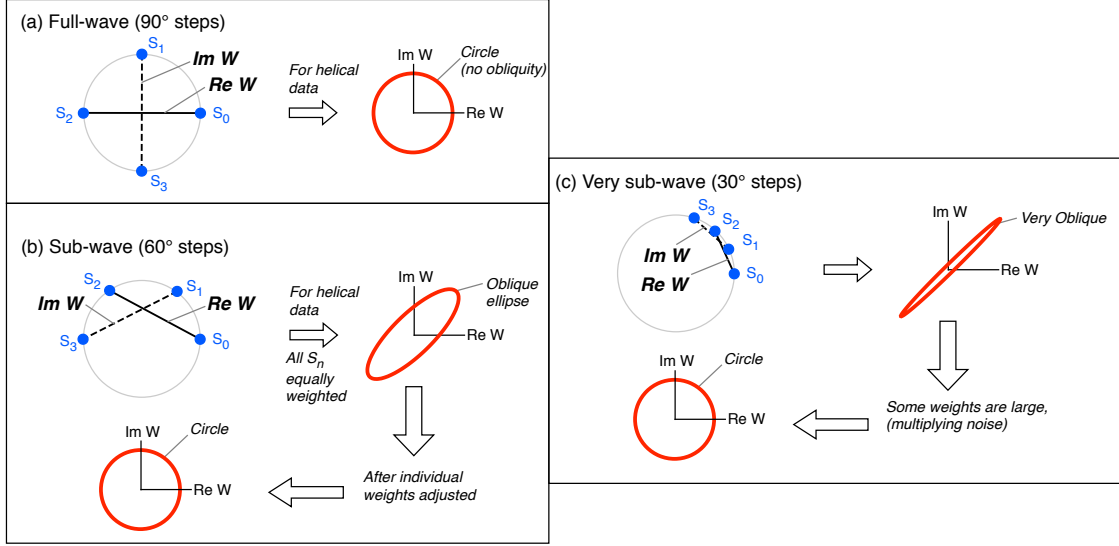 (a) Full-wave (90° steps)
S1
Im W
Re W
S2
S0
S3
For helical
data
Im W
Circle
(no obliquity)
Re W
(b) Sub-wave (60° steps)
S2
S1
Im W
Re W
S3
S0
For helical
data
All Sn
equally
weighted
Im W
Oblique
ellipse
Re W
After individual
weights adjusted
Im W
Circle
Re W
(c) Very sub-wave (30° steps)
S3
S2
S1
Im W
S0
Re W
Im W
Very Oblique
Re W
Some weights are large,
(multiplying noise)
Im W
Circle
Re W